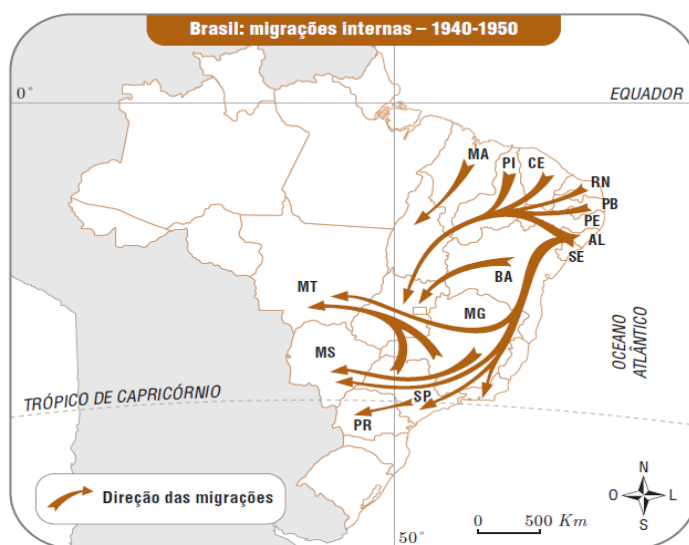 Brasil: migrações internas – 1940-1950
0°
EQUADOR
MA
PI
CE
RN
PB
PE
AL
SE
BA
MT
MG
MS
OCEANO
ATLÂNTICO
TRÓPICO DE CAPRICÓRNIO
SP
PR
Direção das migrações
N
O
L
S
0 500 Km
50°